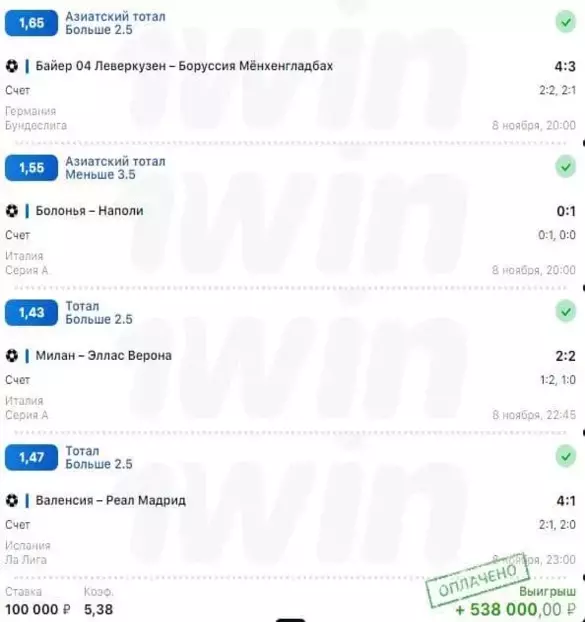 1,65 Азиатский тотал
Больше 2.5
Байер 04 Леверкузен – Боруссия Мёнхенгладбах 4:3
Счет 2:2, 2:1
Германия
Бундеслига 8 ноября, 20:00
1,55 Азиатский тотал
Меньше 3.5
Болонья – Наполи 0:1
Счет 0:1, 0:0
Италия
Серия А 8 ноября, 20:00
1,43 Тотал
Больше 2.5
Милан – Эллас Верона 2:2
Счет 1:2, 1:0
Италия
Серия А 8 ноября, 22:45
1,47 Тотал
Больше 2.5
Валенсия – Реал Мадрид 4:1
Счет 2:1, 2:0
Испания
Ла Лига 8 ноября, 23:00
ОПЛАЧЕНО
Ставка Коэф. Выигрыш
100 000 ₽ 5,38 + 538 000,00 ₽
1win
1win
1win
1win